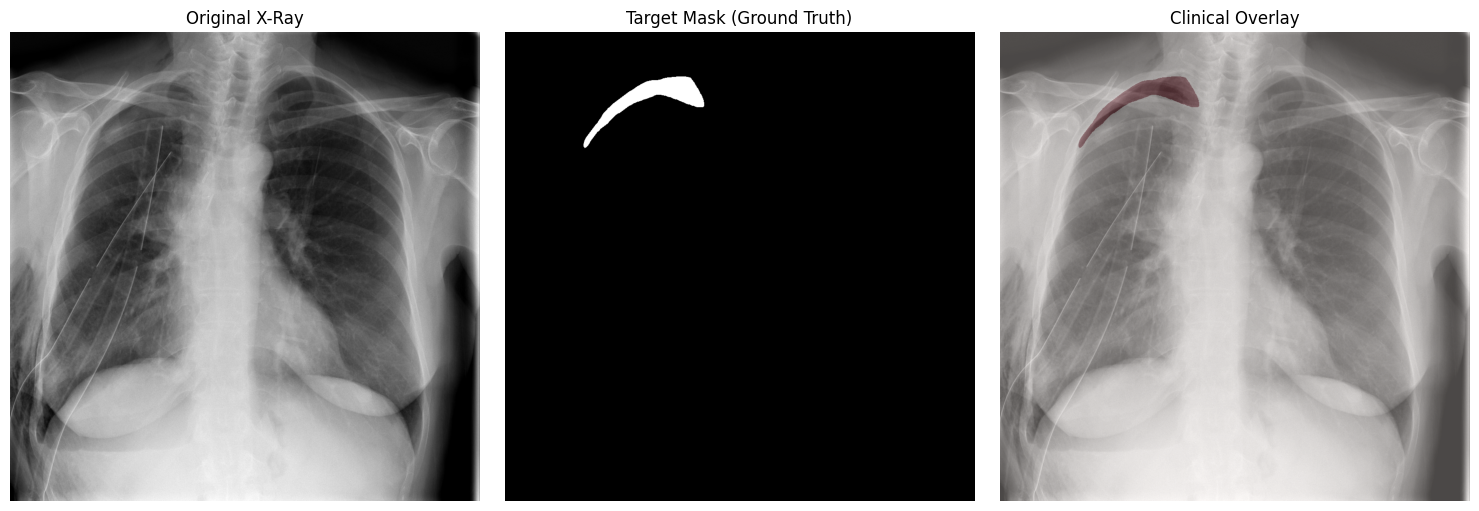 Original X-Ray
Target Mask (Ground Truth)
Clinical Overlay